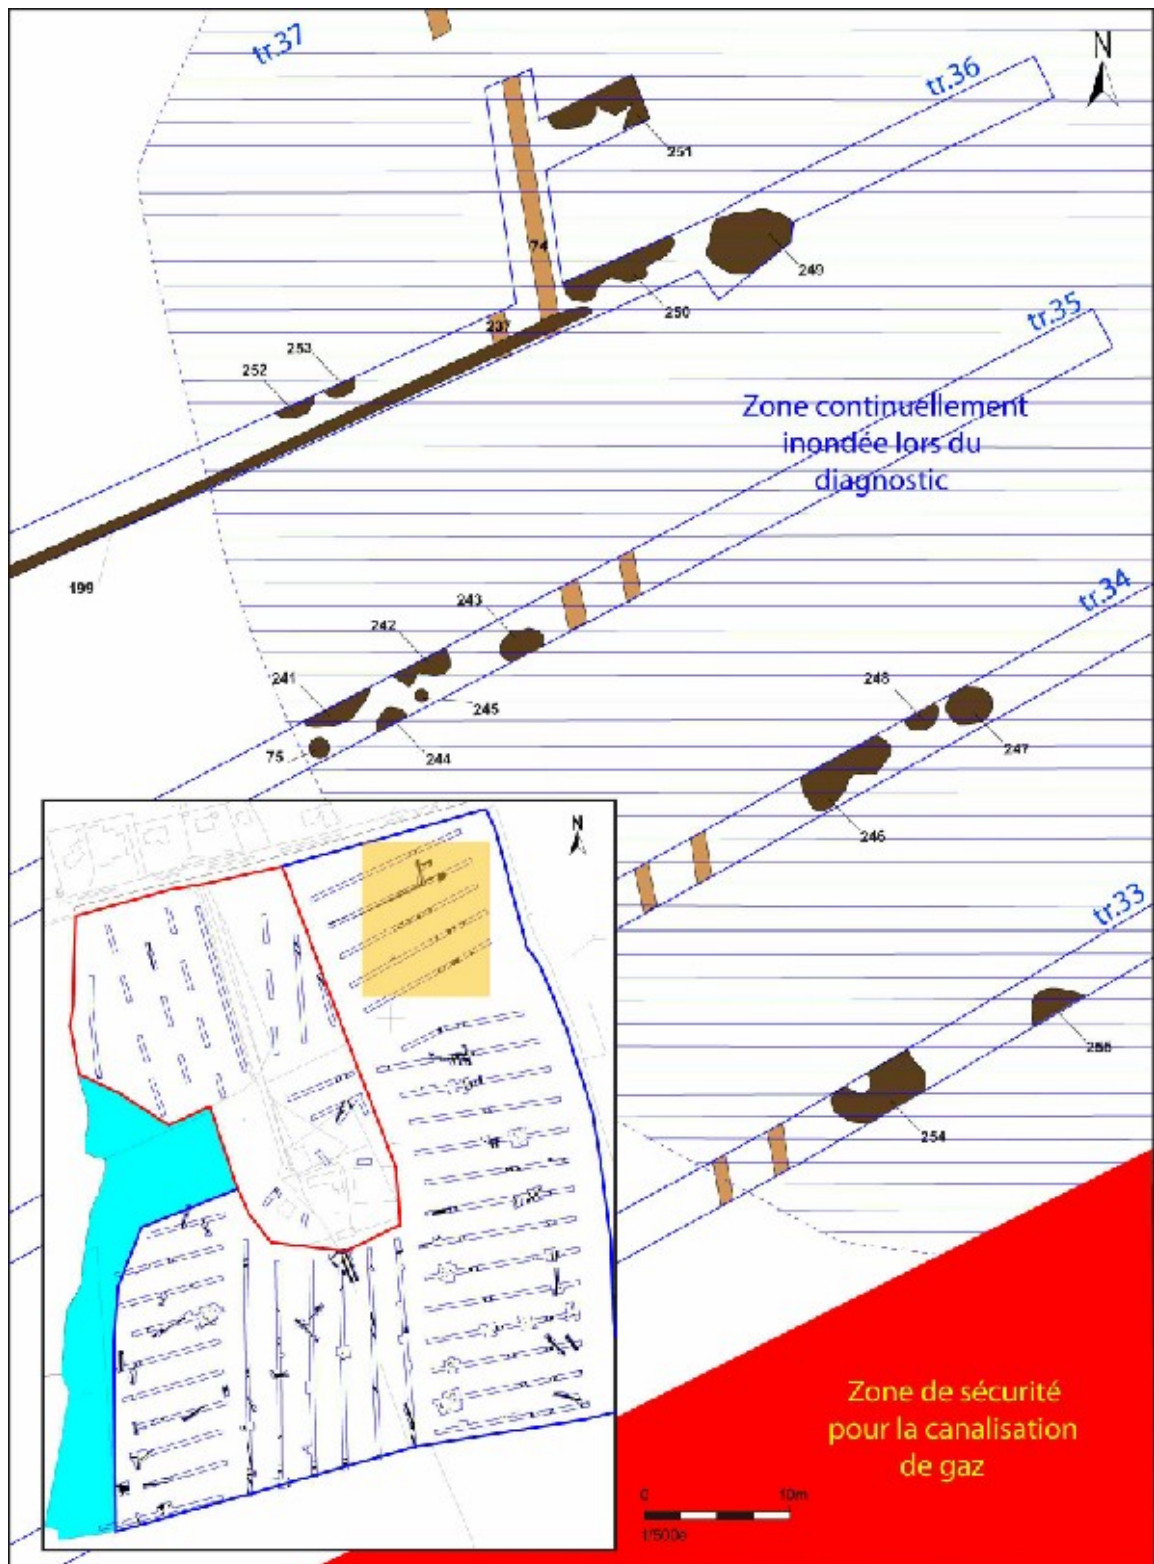 tr.37
N
tr.36
251
74
249
250
237
tr.35
253
252
Zone continuellement
inondée lors du
diagnostic
199
tr.34
243
242
241
248
245
75
244
247
246
N
tr.33
254
Zone de sécurité
pour la canalisation
de gaz
0 10m
1/500e